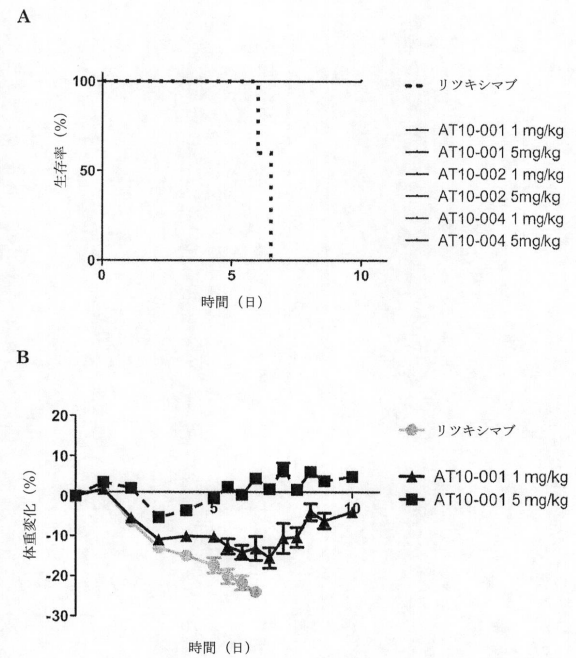 A
100
50
0
0
5
10
生存率 (%)
時間 (日)
リツキシマブ
AT10-001 1 mg/kg
AT10-001 5mg/kg
AT10-002 1 mg/kg
AT10-002 5mg/kg
AT10-004 1 mg/kg
AT10-004 5mg/kg
B
20
10
0
-10
-20
-30
5
10
体重変化 (%)
時間 (日)
リツキシマブ
AT10-001 1 mg/kg
AT10-001 5 mg/kg